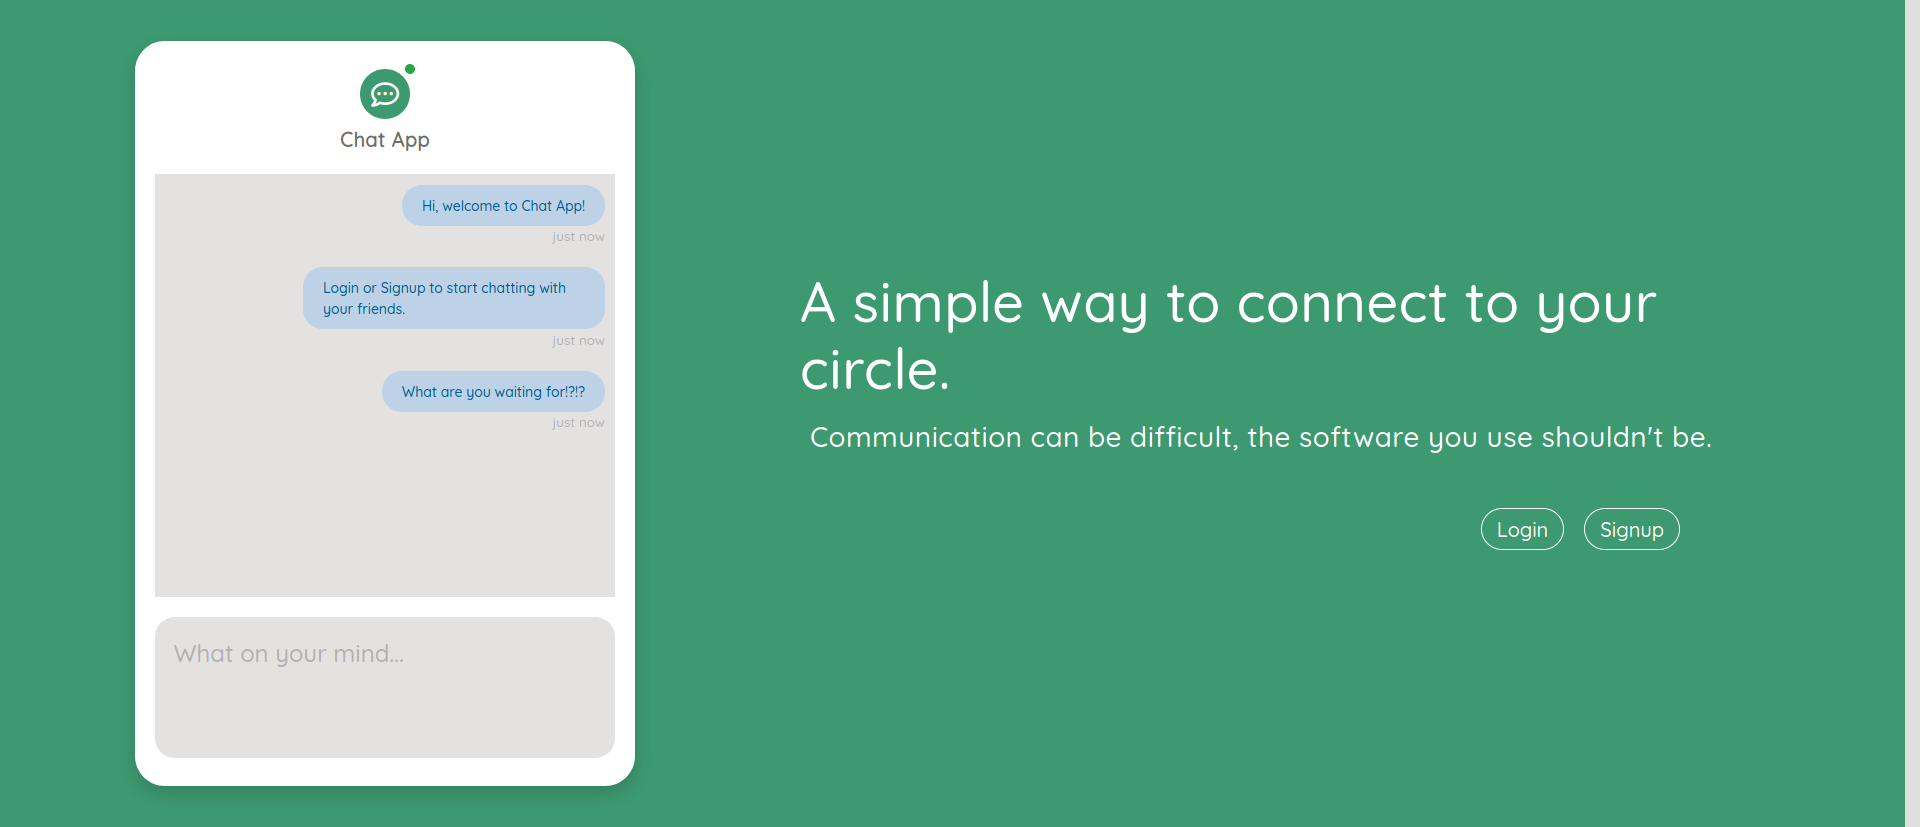 Chat App
Hi, welcome to Chat App!
just now
Login or Signup to start chatting with
your friends.
just now
What are you waiting for!?!?
just now
What on your mind...
A simple way to connect to your
circle.
Communication can be difficult, the software you use shouldn't be.
Login
Signup